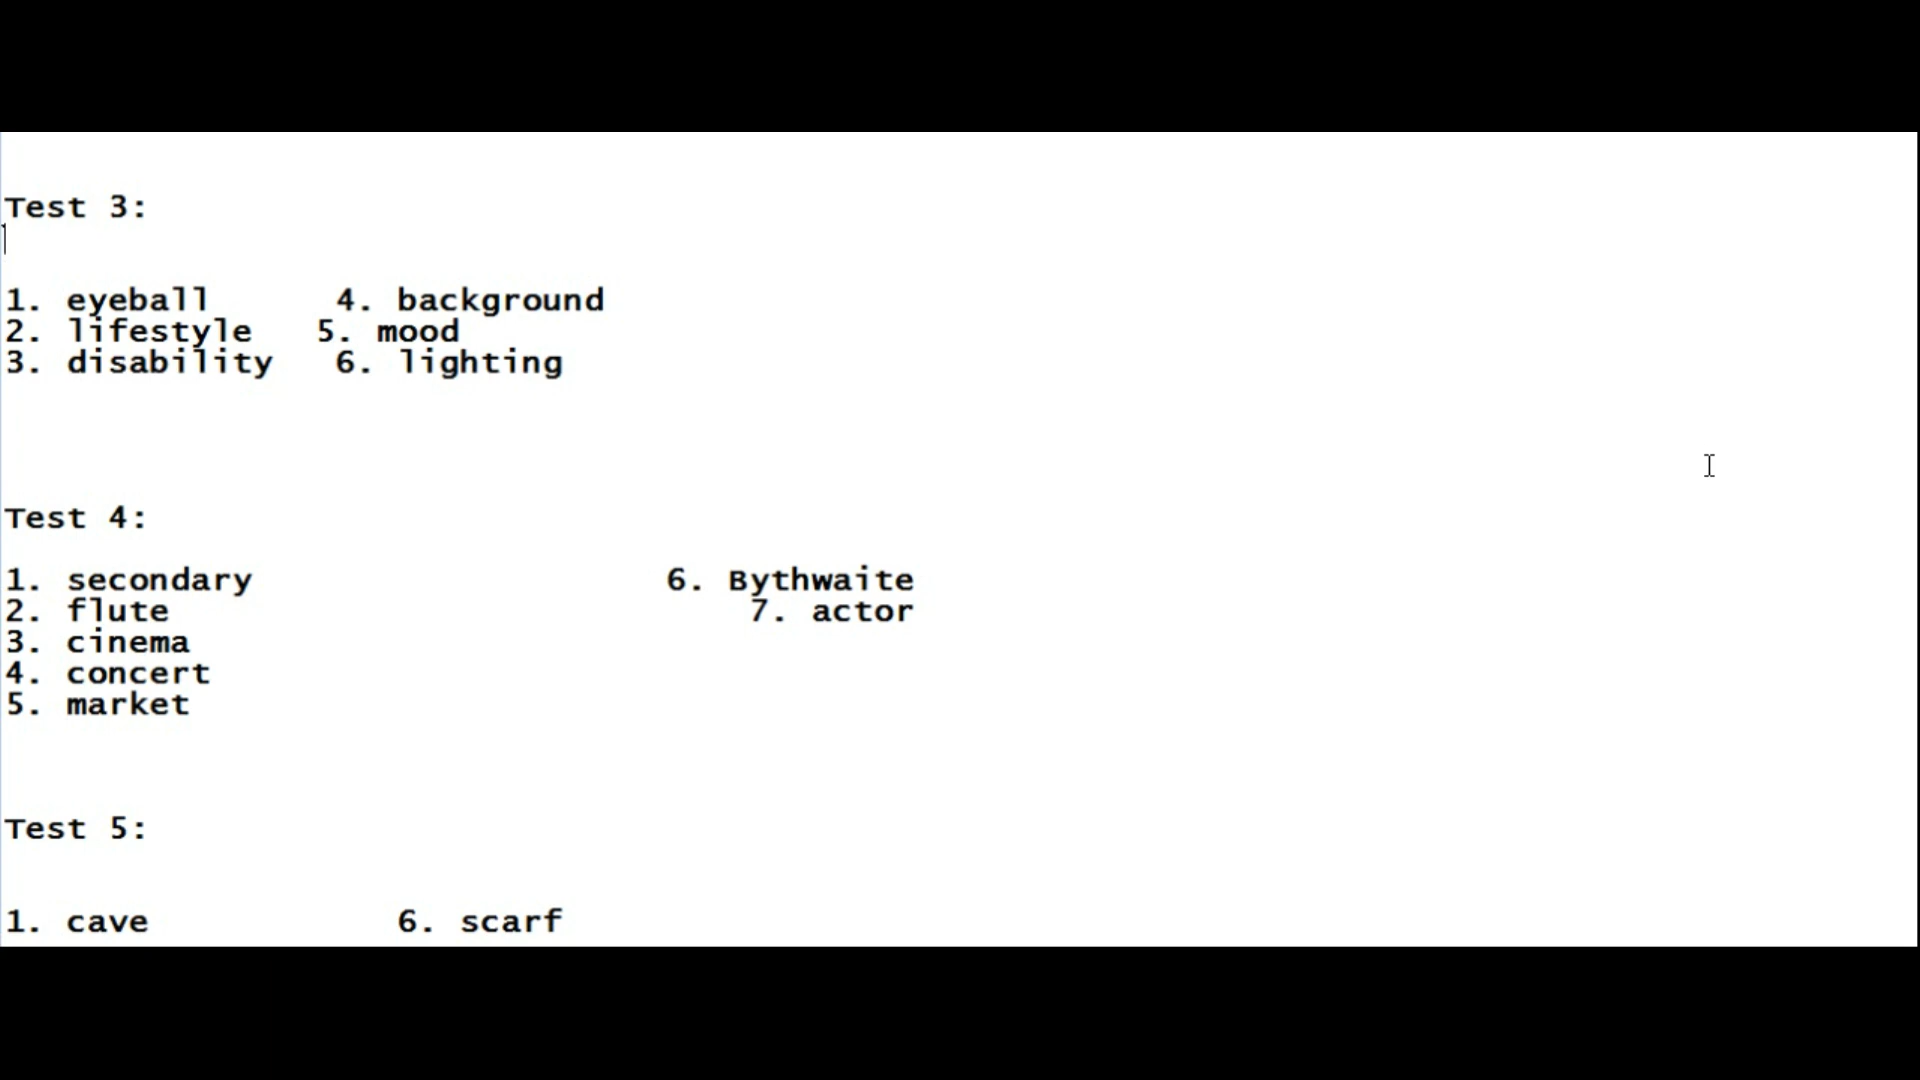 Test 3:
1. eyeball 4. background
2. lifestyle 5. mood
3. disability 6. lighting
Test 4:
1. secondary 6. Bythwaite
2. flute 7. actor
3. cinema
4. concert
5. market
Test 5:
1. cave 6. scarf